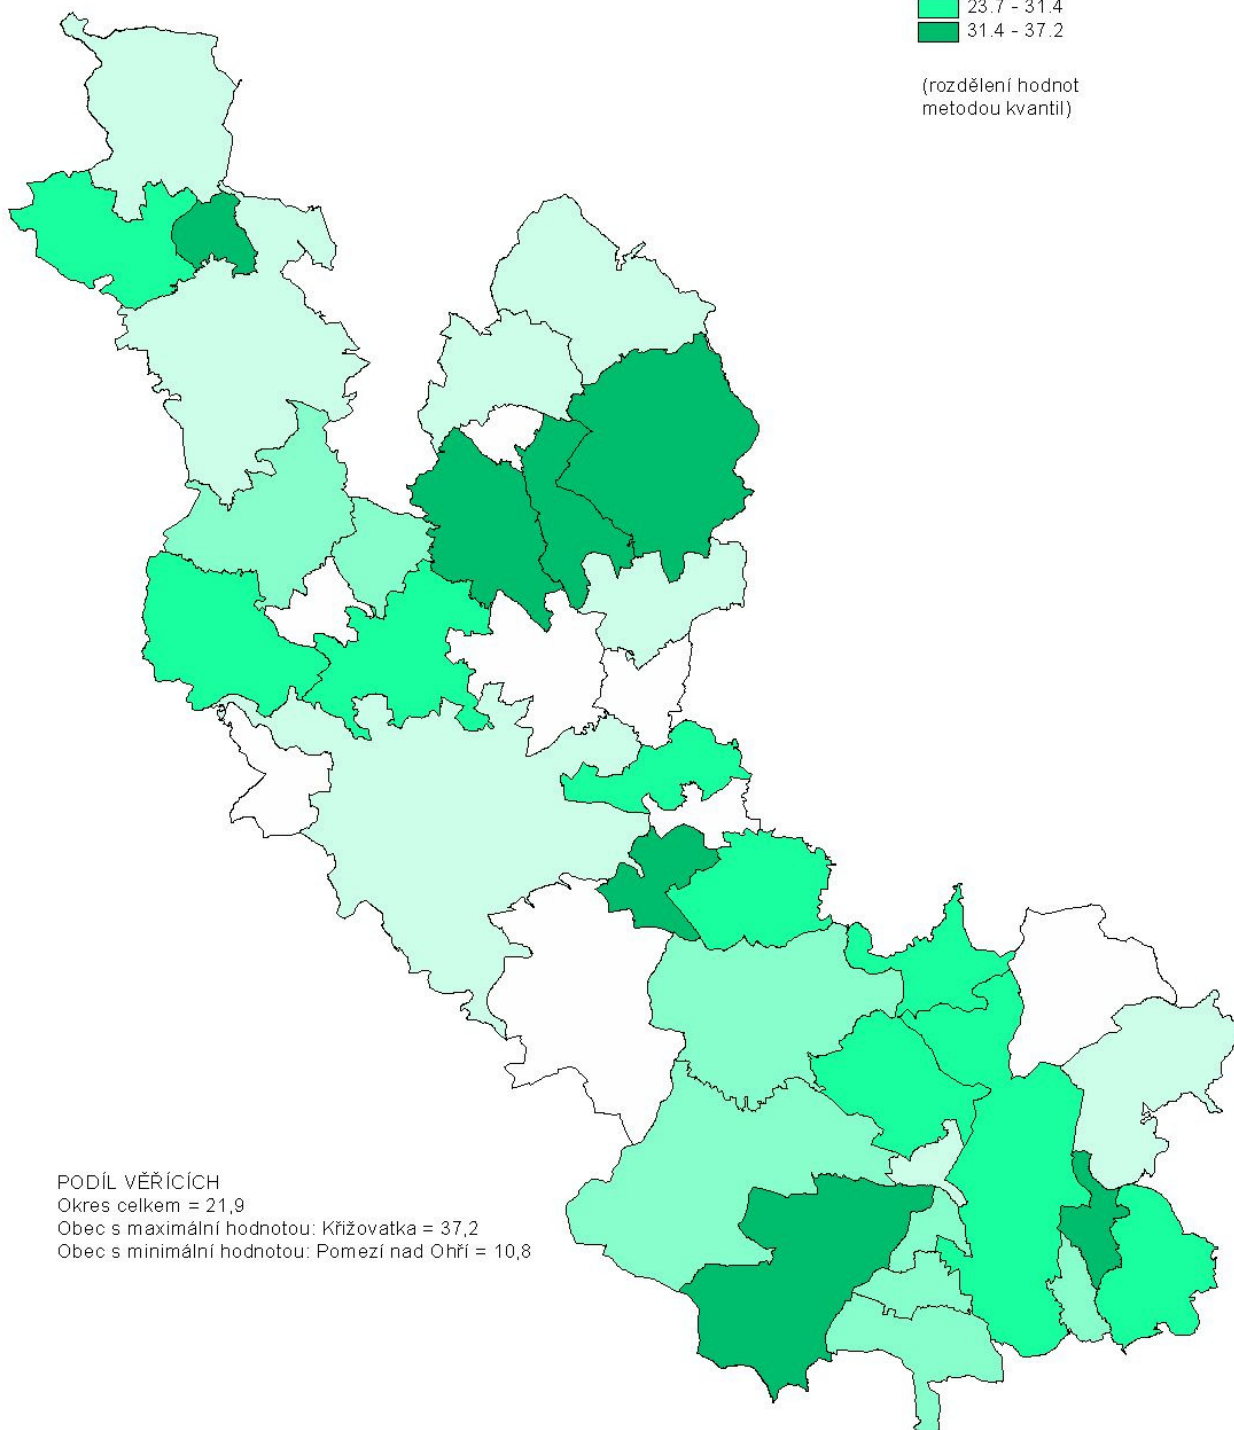 23.7 - 31.4
31.4 - 37.2
(rozdělení hodnot
metodou kvantil)
PODÍL VĚŘÍCÍCH
Okres celkem = 21,9
Obec s maximální hodnotou: Křižovatka = 37,2
Obec s minimální hodnotou: Pomezí nad Ohří = 10,8